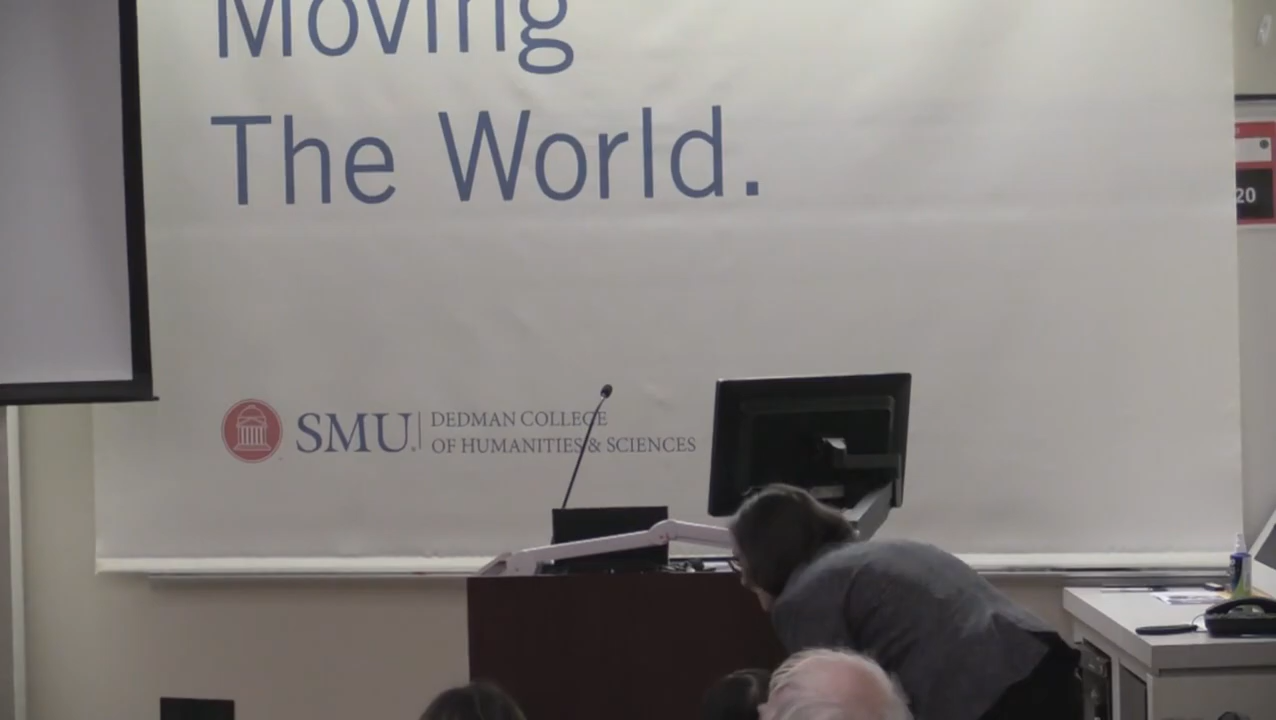 Moving
The World.
SMU
DEDMAN COLLEGE
OF HUMANITIES & SCIENCES
20